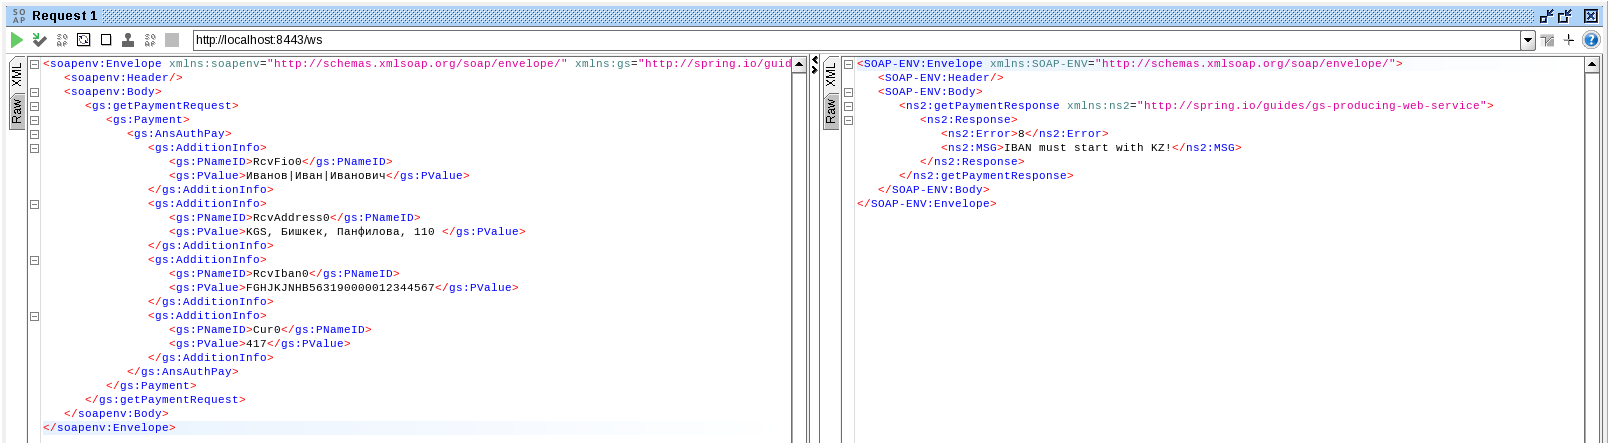 SO AP Request 1
SO AP SO AP http://localhost:8443/ws ?
XML
Raw
<soapenv:Envelope xmlns:soapenv="http://schemas.xmlsoap.org/soap/envelope/" xmlns:gs="http://spring.io/guid
<soapenv:Header/>
<soapenv:Body>
<gs:getPaymentRequest>
<gs:Payment>
<gs:AnsAuthPay>
<gs:AdditionInfo>
<gs:PNameID>RcvFio0</gs:PNameID>
<gs:PValue>Иванов|Иван|Иванович</gs:PValue>
</gs:AdditionInfo>
<gs:AdditionInfo>
<gs:PNameID>RcvAddress0</gs:PNameID>
<gs:PValue>KGS, Бишкек, Панфилова, 110 </gs:PValue>
</gs:AdditionInfo>
<gs:AdditionInfo>
<gs:PNameID>RcvIban0</gs:PNameID>
<gs:PValue>FGHJKJNHB563190000012344567</gs:PValue>
</gs:AdditionInfo>
<gs:AdditionInfo>
<gs:PNameID>Cur0</gs:PNameID>
<gs:PValue>417</gs:PValue>
</gs:AdditionInfo>
</gs:AnsAuthPay>
</gs:Payment>
</gs:getPaymentRequest>
</soapenv:Body>
</soapenv:Envelope>
XML
Raw
<SOAP-ENV:Envelope xmlns:SOAP-ENV="http://schemas.xmlsoap.org/soap/envelope/">
<SOAP-ENV:Header/>
<SOAP-ENV:Body>
<ns2:getPaymentResponse xmlns:ns2="http://spring.io/guides/gs-producing-web-service">
<ns2:Response>
<ns2:Error>8</ns2:Error>
<ns2:MSG>IBAN must start with KZ!</ns2:MSG>
</ns2:Response>
</ns2:getPaymentResponse>
</SOAP-ENV:Body>
</SOAP-ENV:Envelope>